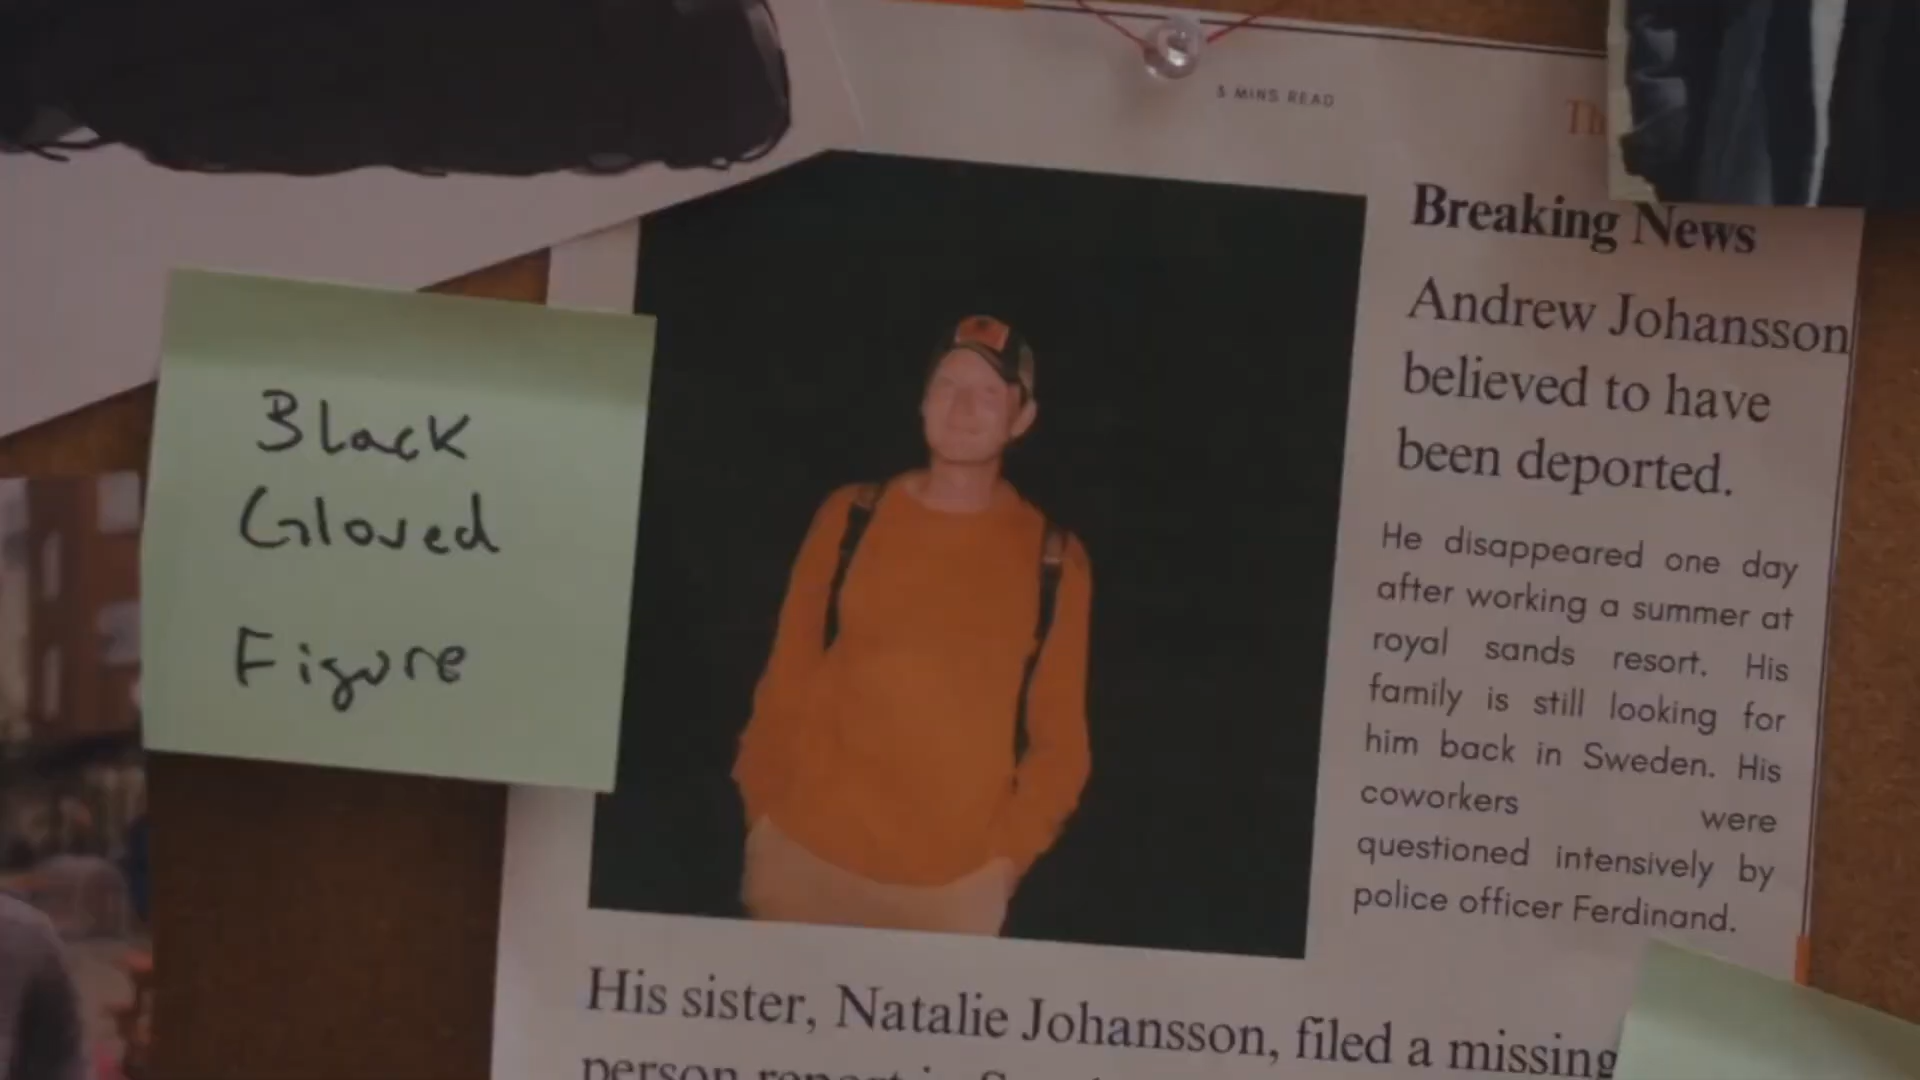 3 MINS READ
Breaking News
Andrew Johansson
believed to have
been deported.
He disappeared one day
after working a summer at
royal sands resort. His
family is still looking for
him back in Sweden. His
coworkers were
questioned intensively by
police officer Ferdinand.
His sister, Natalie Johansson, filed a missing
person
Black
Gloved
Figure